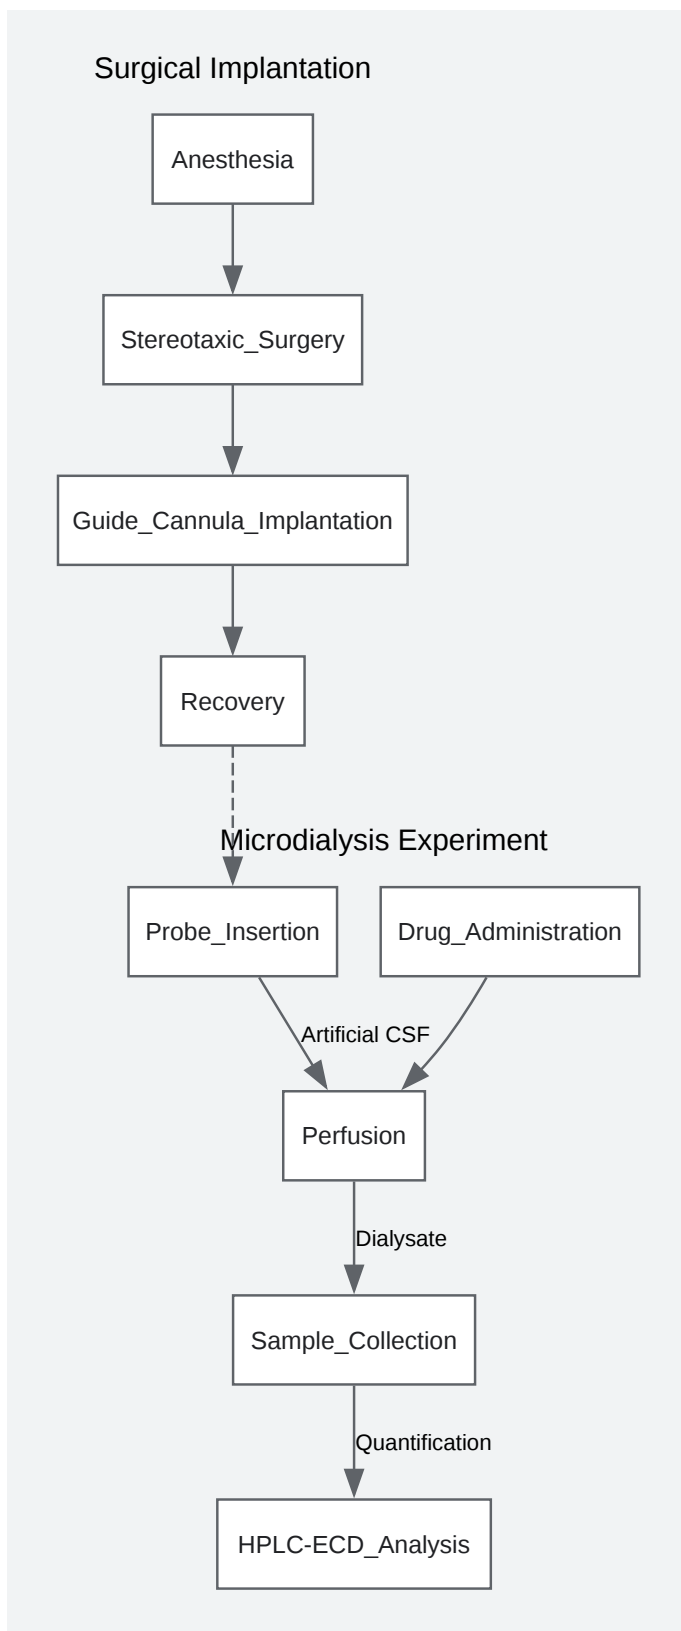 Surgical Implantation
Anesthesia
Stereotaxic_Surgery
Guide_Cannula_Implantation
Recovery
Microdialysis Experiment
Probe_Insertion
Drug_Administration
Artificial CSF
Perfusion
Dialysate
Sample_Collection
Quantification
HPLC-ECD_Analysis